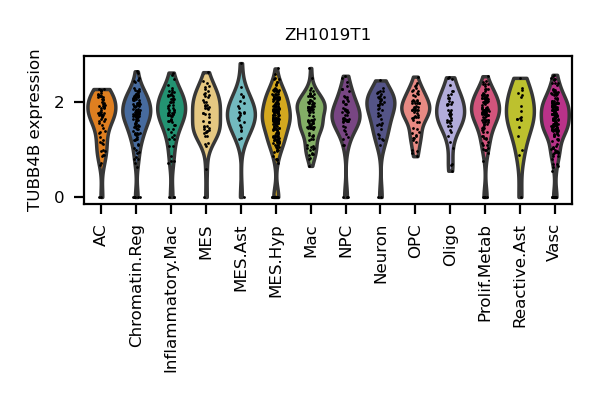 ZH1019T1
TUBB4B expression
2
0
AC
Chromatin.Reg
Inflammatory.Mac
MES
MES.Ast
MES.Hyp
Mac
NPC
Neuron
OPC
Oligo
Prolif.Metab
Reactive.Ast
Vasc